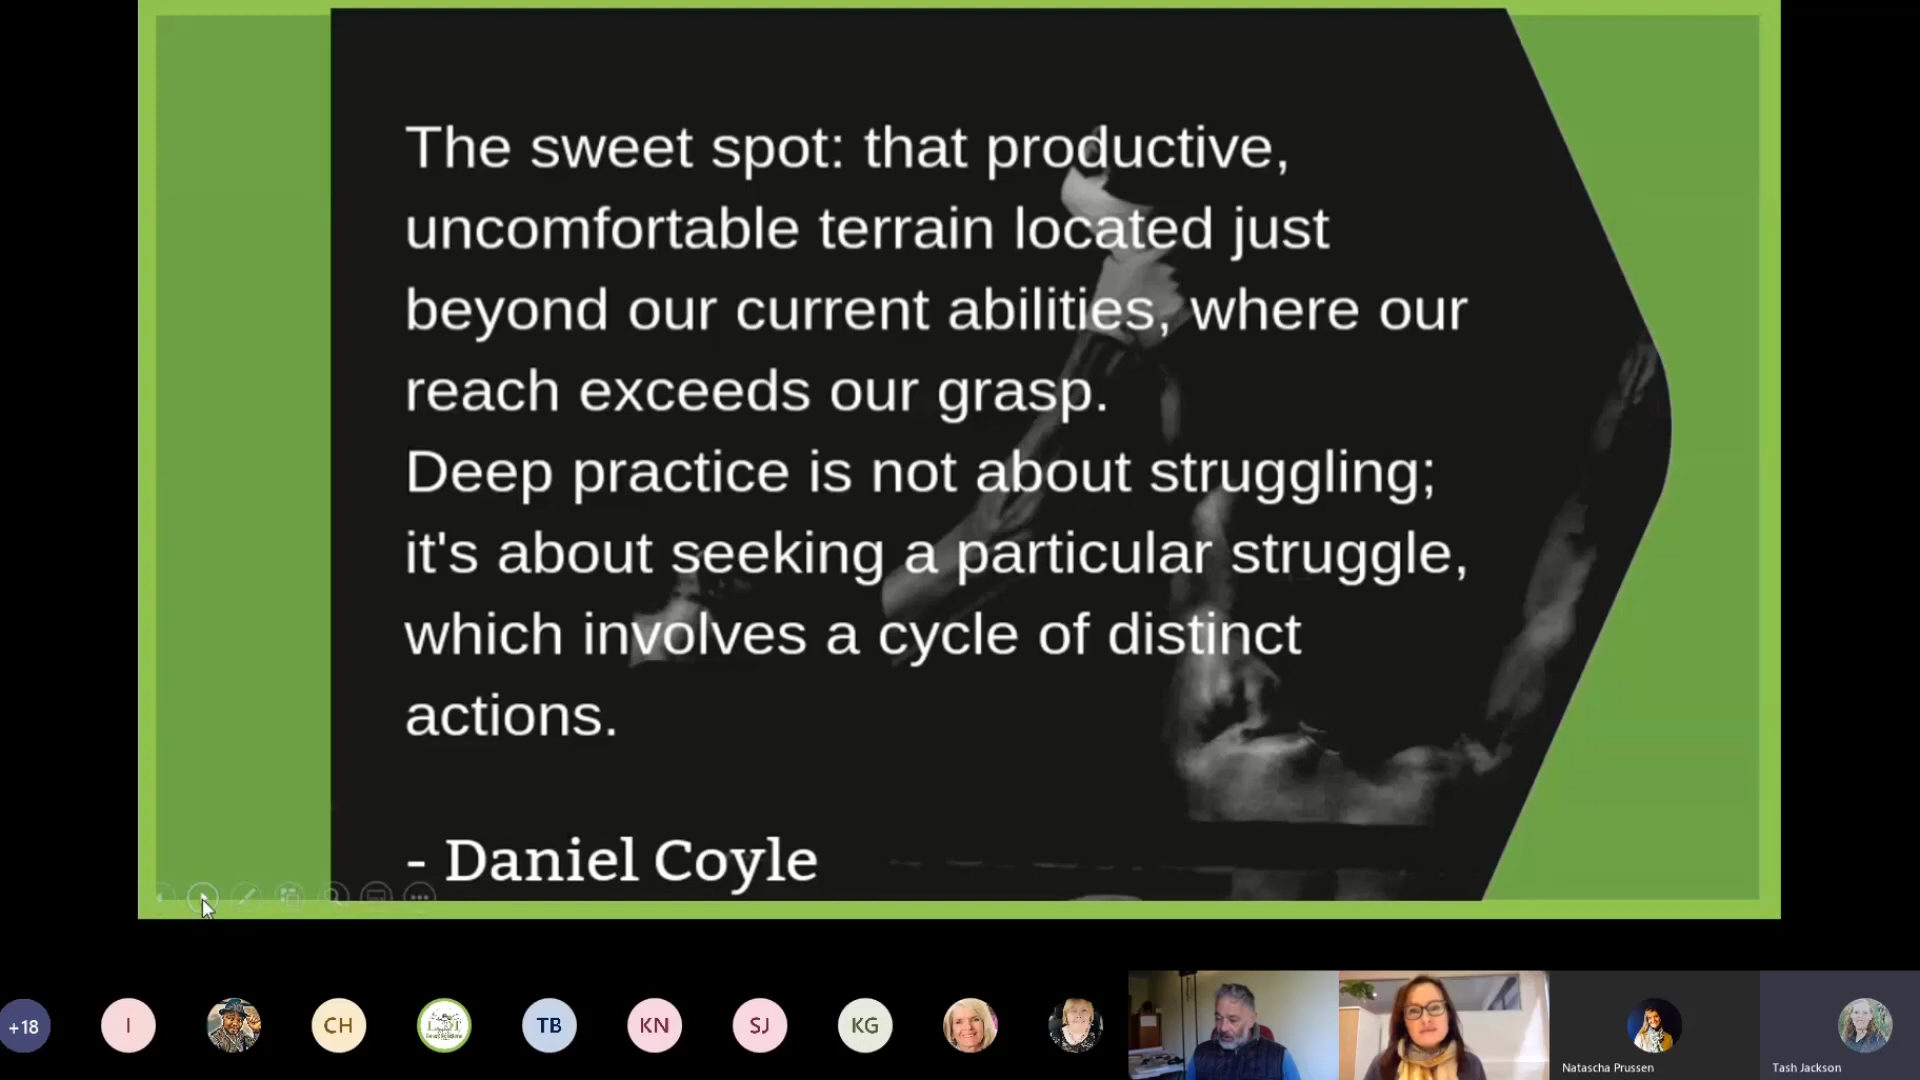 The sweet spot: that productive,
uncomfortable terrain located just
beyond our current abilities, where our
reach exceeds our grasp.
Deep practice is not about struggling;
it's about seeking a particular struggle,
which involves a cycle of distinct
actions.
- Daniel Coyle
+18
I
CH
TB
KN
SJ
KG
Natascha Prussen
Tash Jackson